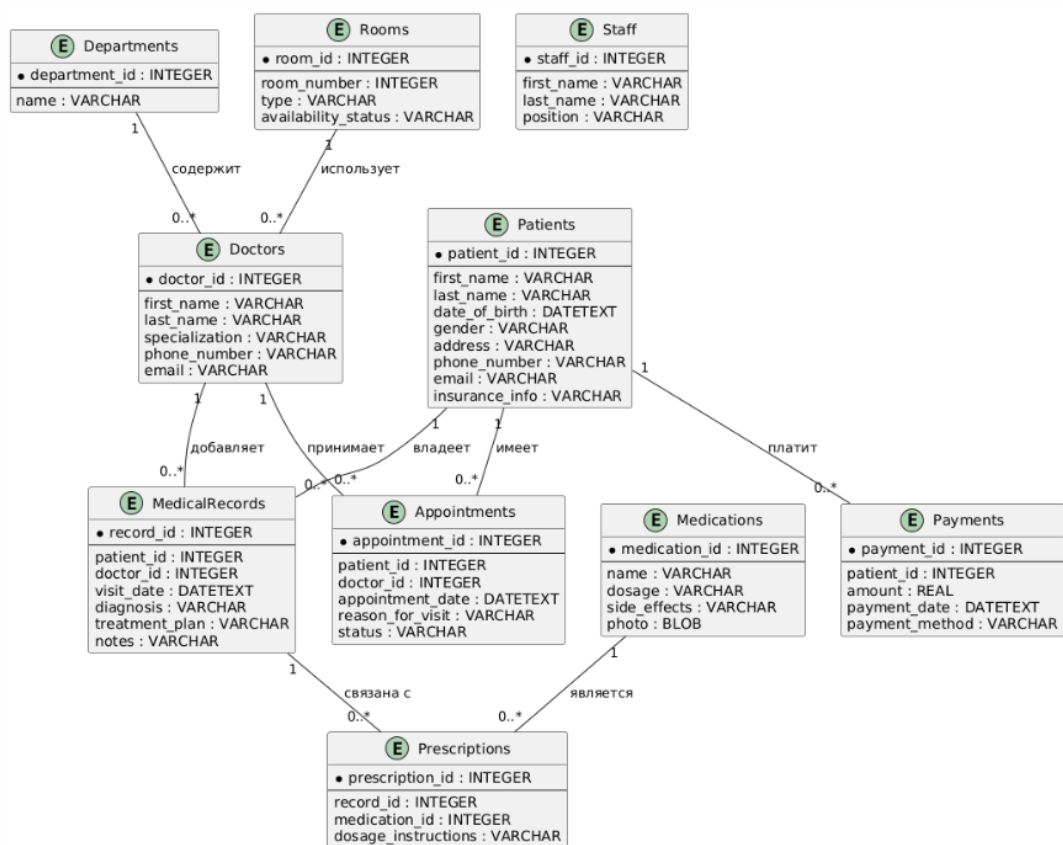 E Departments
* department_id : INTEGER
name : VARCHAR
E Rooms
* room_id : INTEGER
room_number : INTEGER
type : VARCHAR
availability_status : VARCHAR
E Staff
* staff_id : INTEGER
first_name : VARCHAR
last_name : VARCHAR
position : VARCHAR
1
содержит
0..*
1
использует
0..*
E Doctors
* doctor_id : INTEGER
first_name : VARCHAR
last_name : VARCHAR
specialization : VARCHAR
phone_number : VARCHAR
email : VARCHAR
E Patients
* patient_id : INTEGER
first_name : VARCHAR
last_name : VARCHAR
date_of_birth : DATETEXT
gender : VARCHAR
address : VARCHAR
phone_number : VARCHAR
email : VARCHAR
insurance_info : VARCHAR
1
добавляет
0..*
1
принимает
0..*
1
владеет
0..*
1
имеет
0..*
1
платит
0..*
E MedicalRecords
* record_id : INTEGER
patient_id : INTEGER
doctor_id : INTEGER
visit_date : DATETEXT
diagnosis : VARCHAR
treatment_plan : VARCHAR
notes : VARCHAR
E Appointments
* appointment_id : INTEGER
patient_id : INTEGER
doctor_id : INTEGER
appointment_date : DATETEXT
reason_for_visit : VARCHAR
status : VARCHAR
E Medications
* medication_id : INTEGER
name : VARCHAR
dosage : VARCHAR
side_effects : VARCHAR
photo : BLOB
E Payments
* payment_id : INTEGER
patient_id : INTEGER
amount : REAL
payment_date : DATETEXT
payment_method : VARCHAR
1
связана с
0..*
1
является
0..*
E Prescriptions
* prescription_id : INTEGER
record_id : INTEGER
medication_id : INTEGER
dosage_instructions : VARCHAR